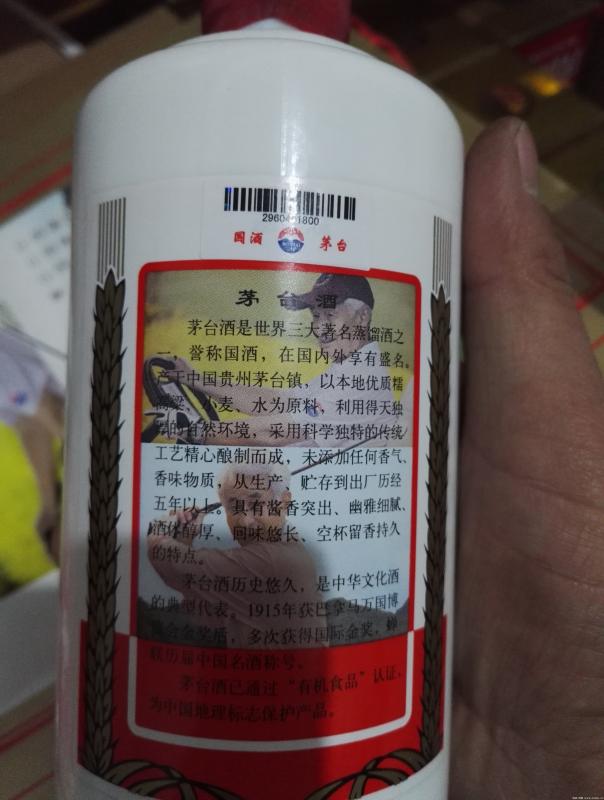 国酒 茅台
茅台酒
茅台酒是世界三大著名蒸馏酒之
一，誉称国酒，在国内外享有盛名。
产于中国贵州茅台镇，以本地优质糯
高粱、小麦、水为原料，利用得天独
厚的自然环境，采用科学独特的传统
工艺精心酿制而成，未添加任何香气、
香味物质，从生产、贮存到出厂历经
五年以上。具有酱香突出、幽雅细腻、
酒体醇厚、回味悠长、空杯留香持久
的特点。
茅台酒历史悠久，是中华文化酒
的典型代表。1915年获巴拿马万国博
览会金奖后，多次获得国际金奖，蝉
联历届中国名酒称号。
茅台酒已通过“有机食品”认证，
为中国地理标志保护产品。